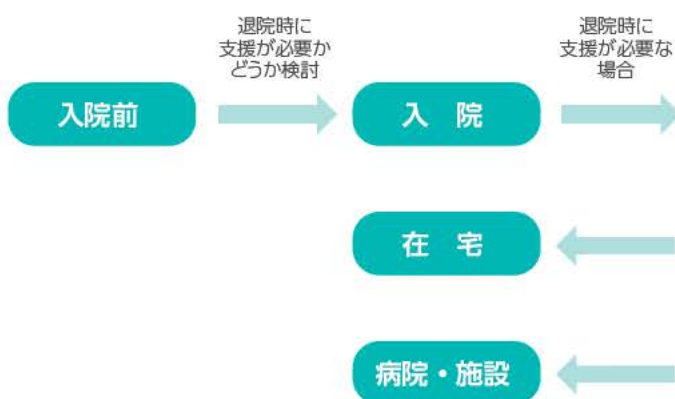 退院時に
支援が必要か
どうか検討
退院時に
支援が必要な
場合
入院前
入 院
在 宅
病院・施設